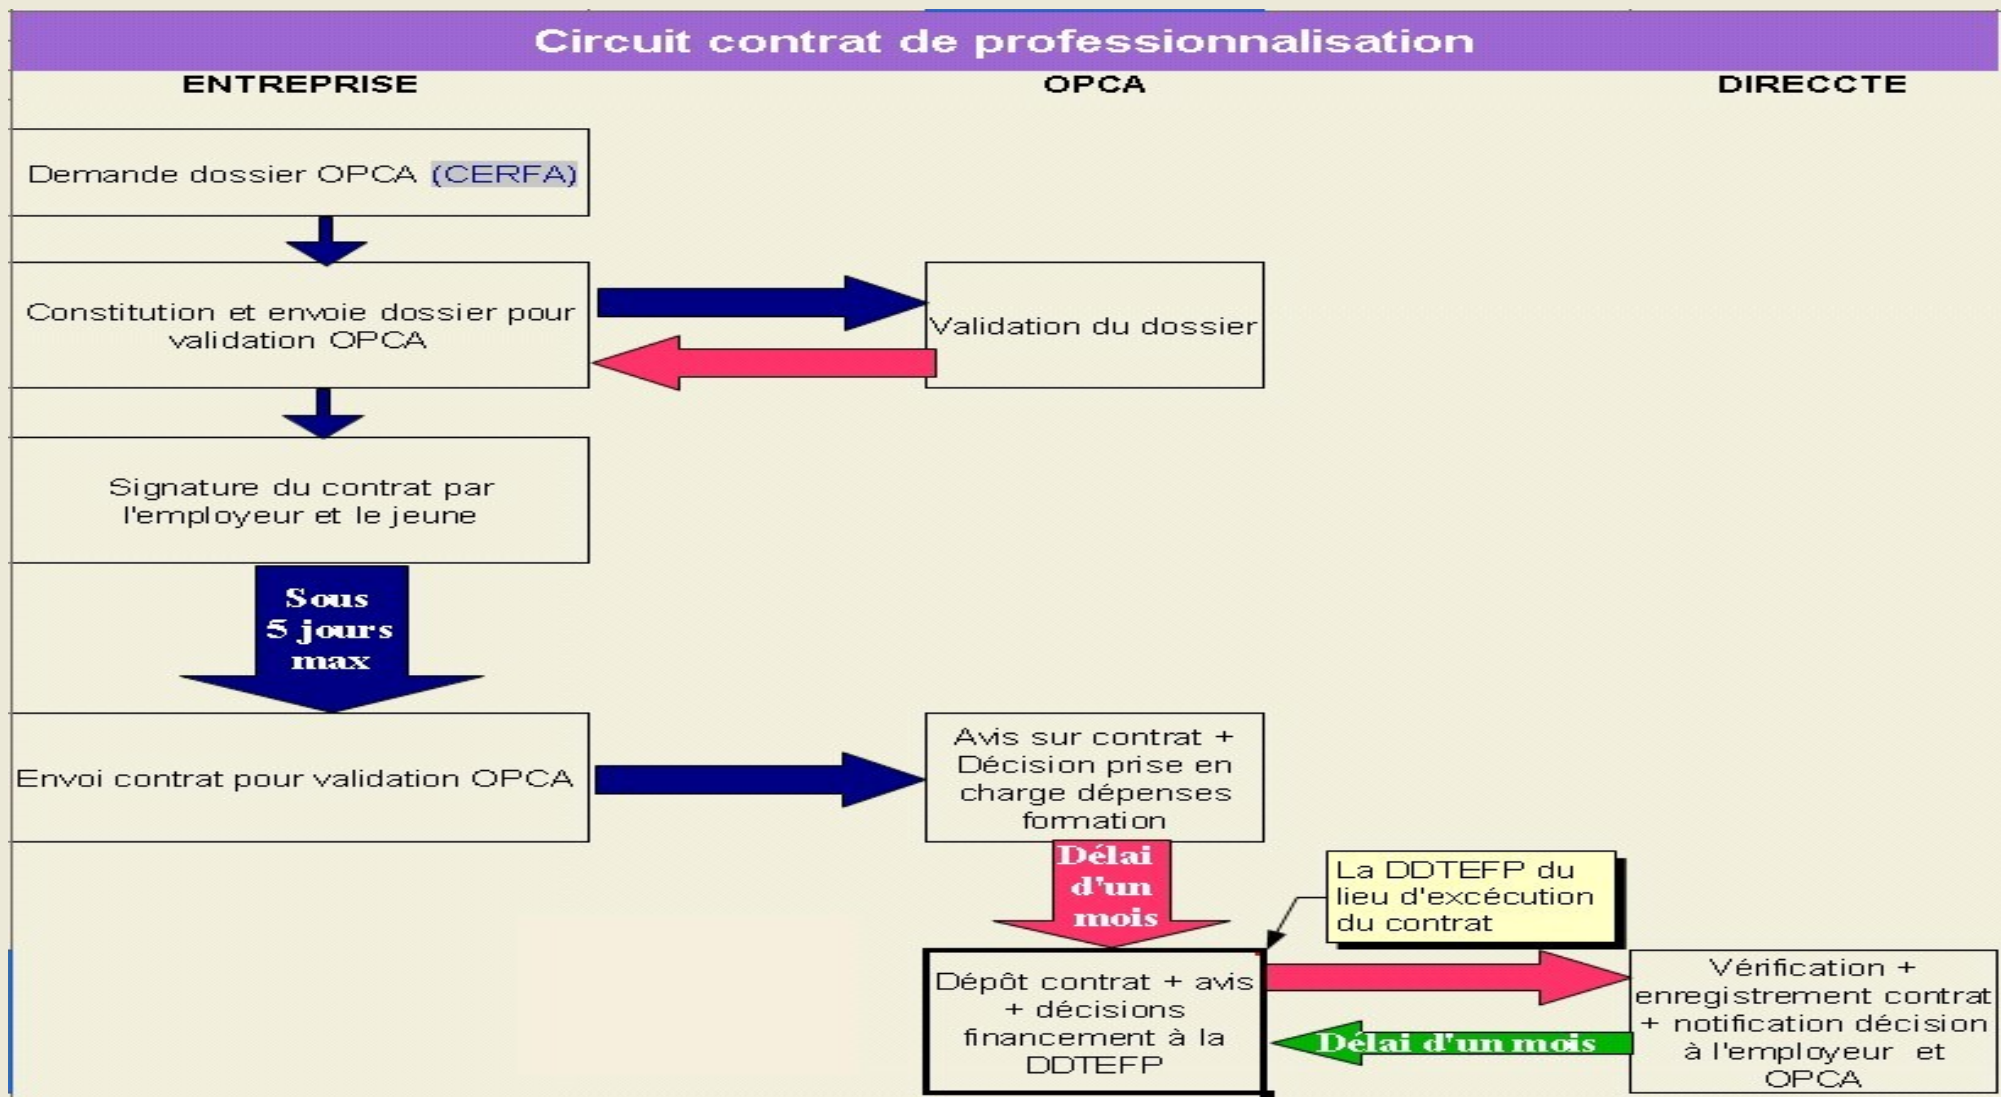 Circuit contrat de professionnalisation
ENTREPRISE
OPCA
DIRECCTE
Demande dossier OPCA (CERFA)
Constitution et envoie dossier pour
validation OPCA
Validation du dossier
Signature du contrat par
l'employeur et le jeune
Sous
5 jours
max
Envoi contrat pour validation OPCA
Avis sur contrat +
Décision prise en
charge dépenses
formation
Délai
d'un
mois
La DDTEFP du
lieu d'excécution
du contrat
Dépôt contrat + avis
+ décisions
financement à la
DDTEFP
Vérification +
enregistrement contrat
+ notification décision
à l'employeur et
OPCA
Délai d'un mois